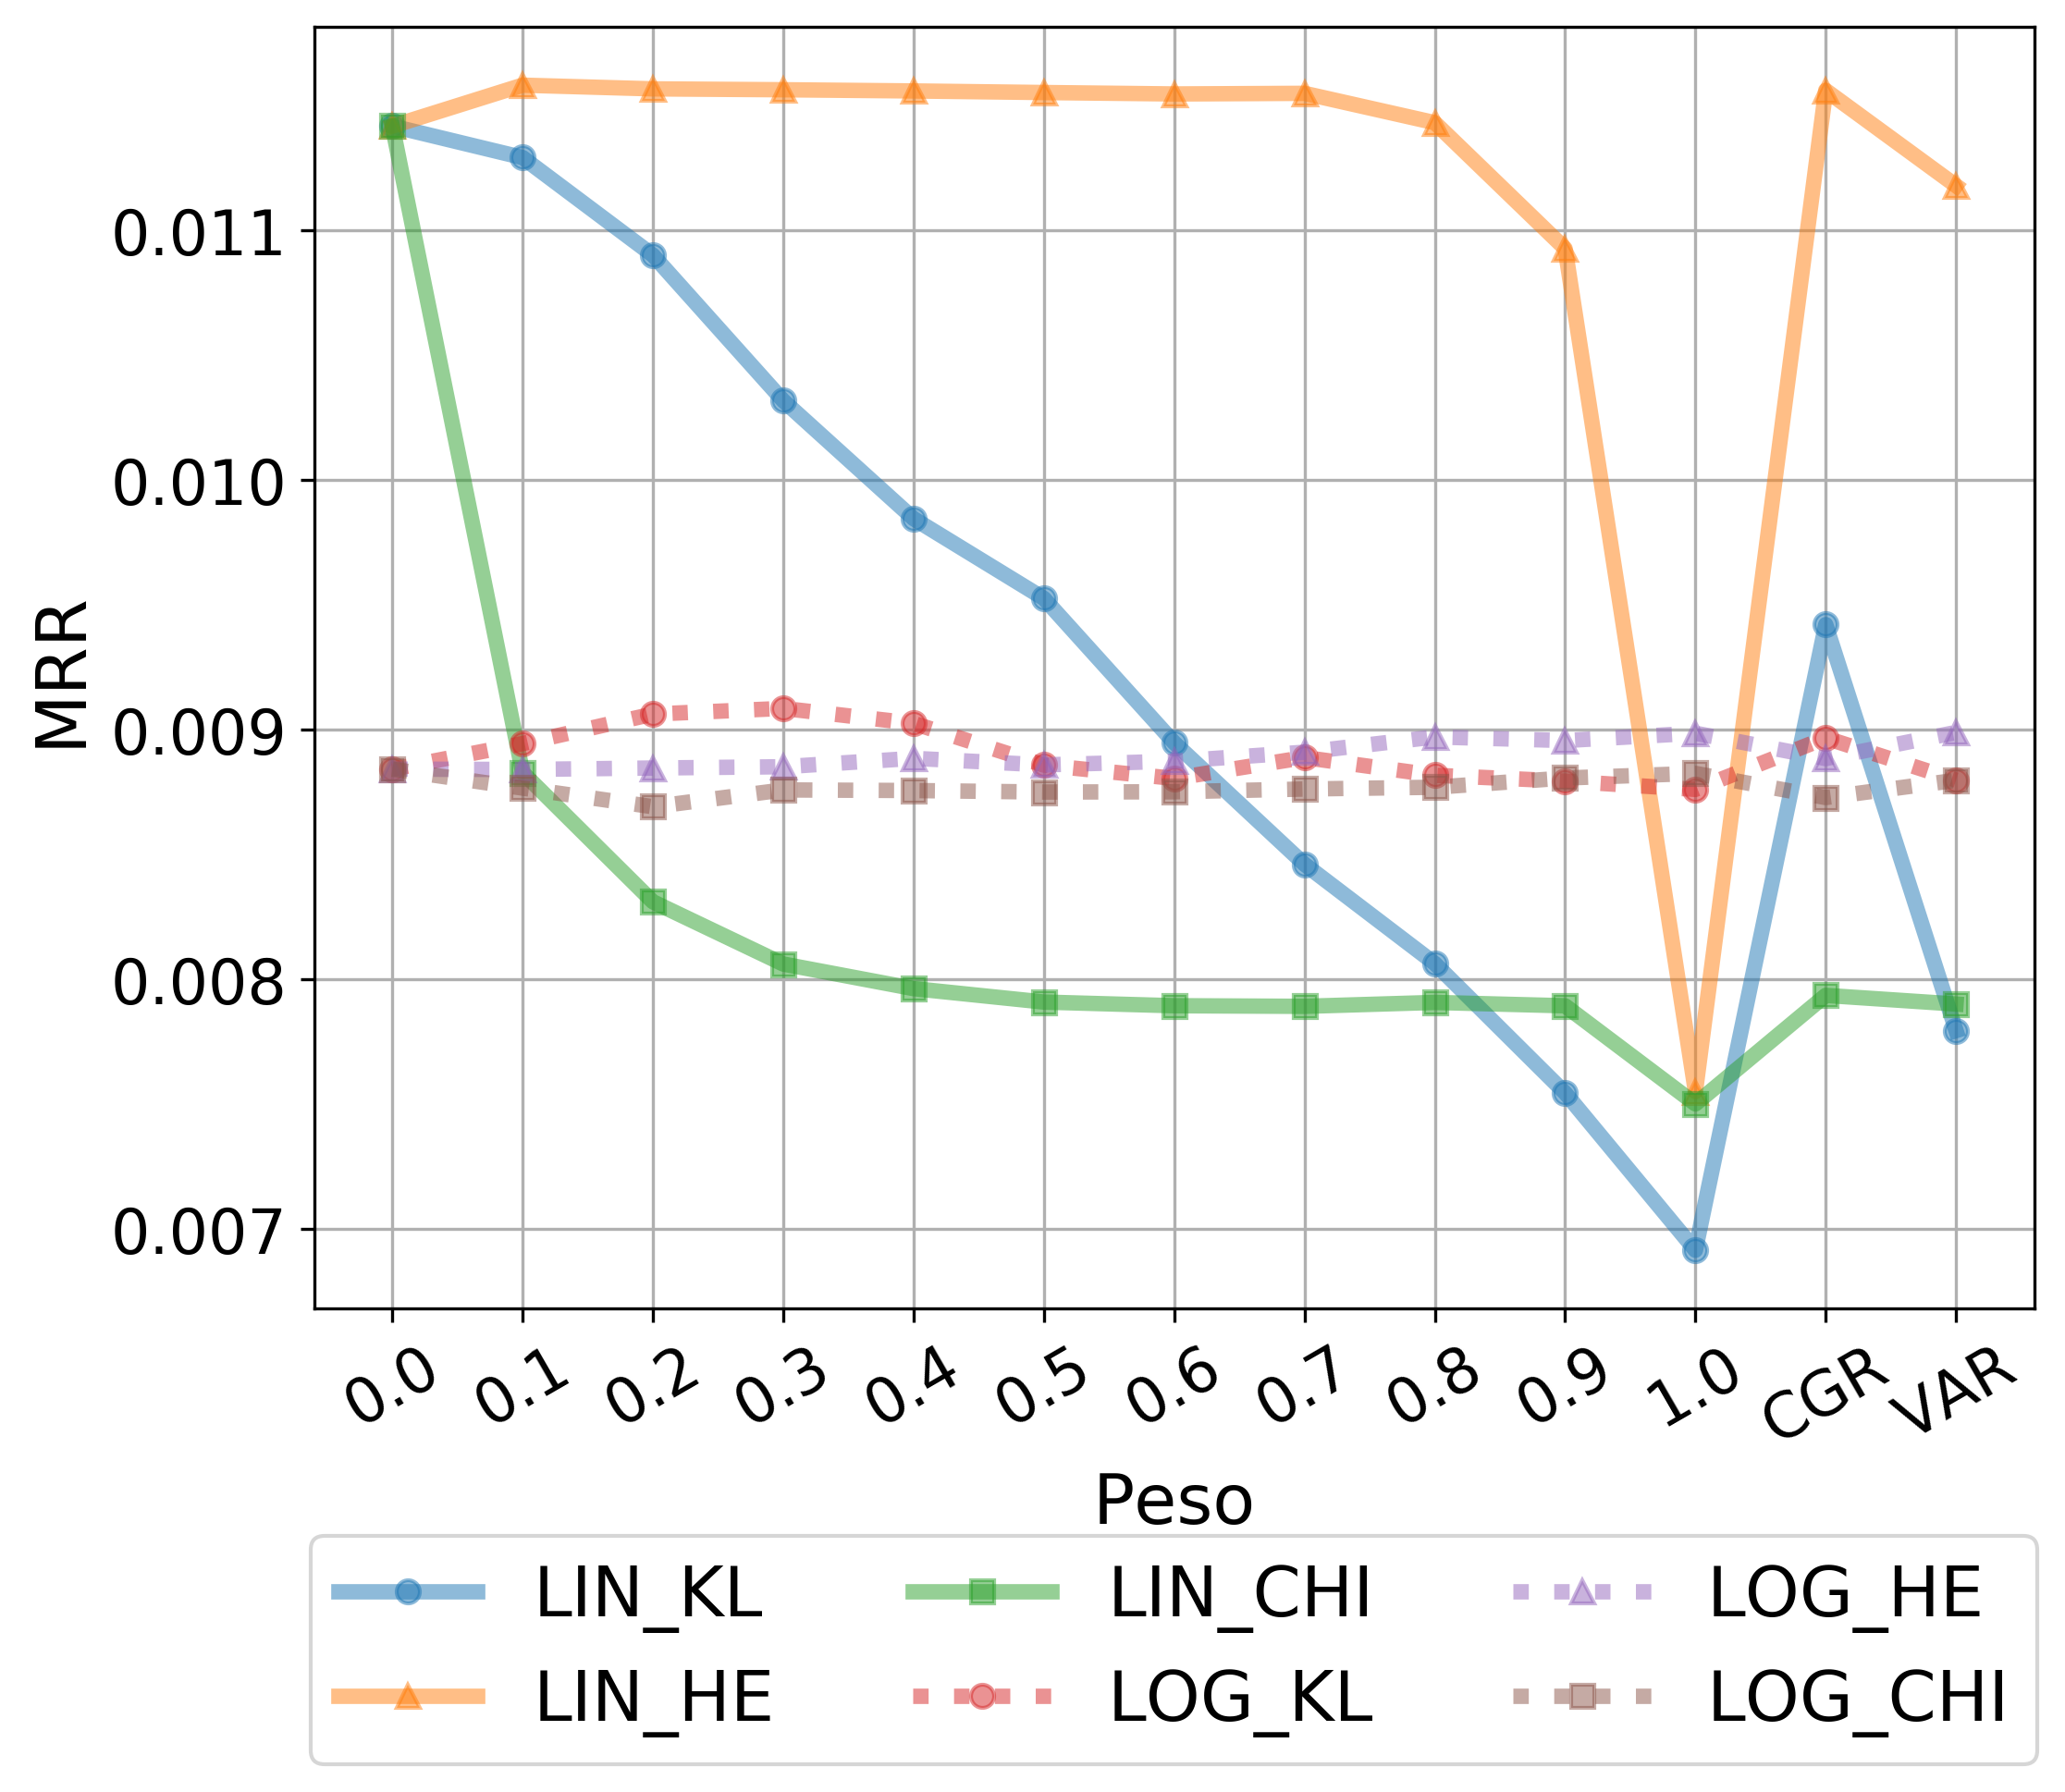 0.011
0.010
0.009
0.008
0.007
MRR
0.0 0.1 0.2 0.3 0.4 0.5 0.6 0.7 0.8 0.9 1.0 CGR VAR
Peso
LIN_KL LIN_CHI LOG_HE
LIN_HE LOG_KL LOG_CHI